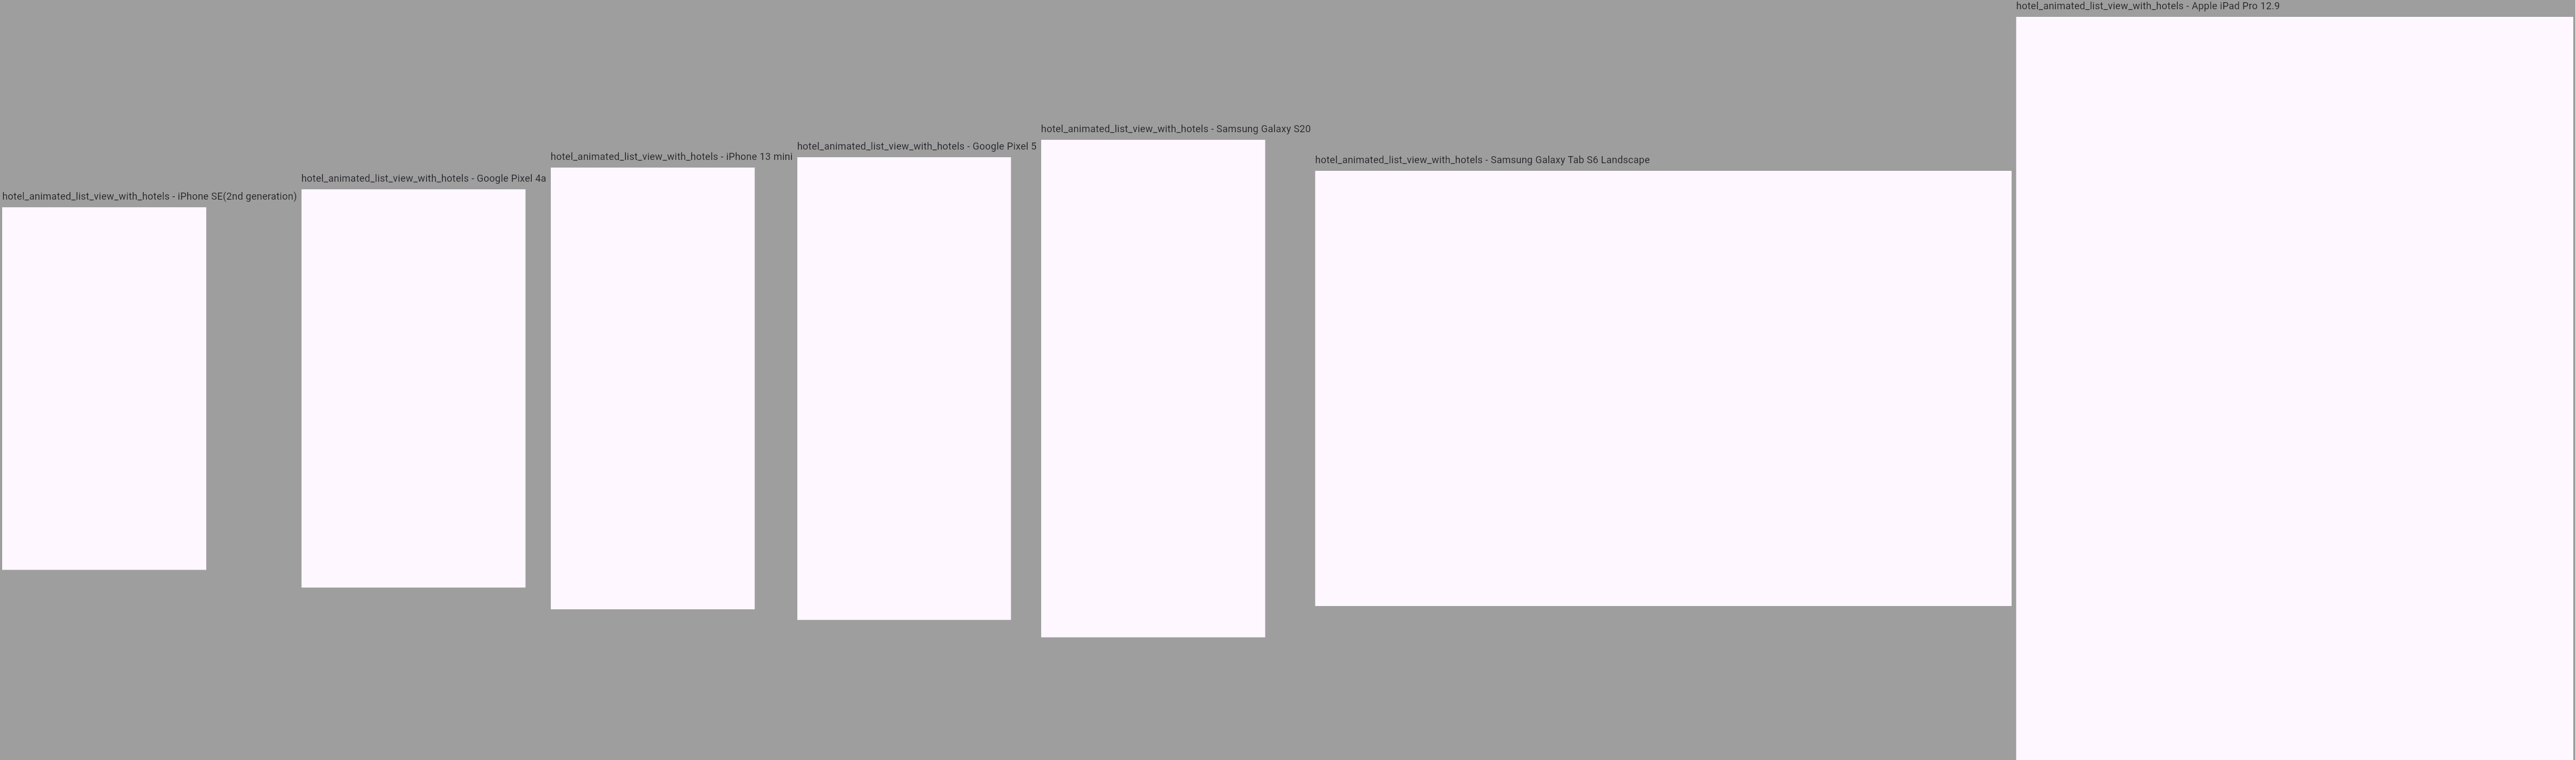 hotel_animated_list_view_with_hotels - iPhone SE(2nd generation)
hotel_animated_list_view_with_hotels - Google Pixel 4a
hotel_animated_list_view_with_hotels - iPhone 13 mini
hotel_animated_list_view_with_hotels - Google Pixel 5
hotel_animated_list_view_with_hotels - Samsung Galaxy S20
hotel_animated_list_view_with_hotels - Samsung Galaxy Tab S6 Landscape
hotel_animated_list_view_with_hotels - Apple iPad Pro 12.9